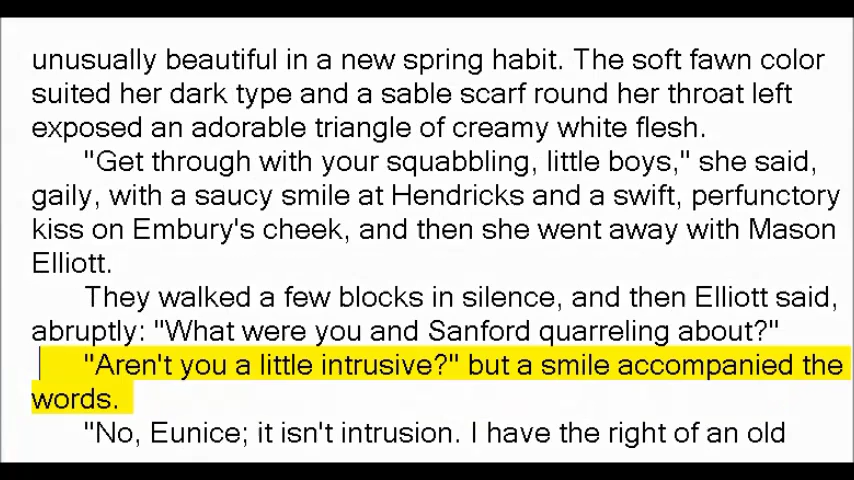 unusually beautiful in a new spring habit. The soft fawn color
suited her dark type and a sable scarf round her throat left
exposed an adorable triangle of creamy white flesh.
"Get through with your squabbling, little boys," she said,
gaily, with a saucy smile at Hendricks and a swift, perfunctory
kiss on Embury's cheek, and then she went away with Mason
Elliott.
They walked a few blocks in silence, and then Elliott said,
abruptly: "What were you and Sanford quarreling about?"
"Aren't you a little intrusive?" but a smile accompanied the
words.
"No, Eunice; it isn't intrusion. I have the right of an old